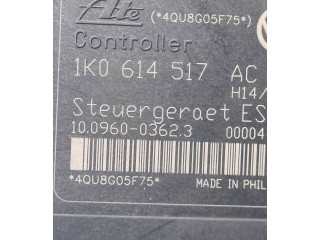 Ate (*4QU8G05F75*)
Controller
1K0 614 517 AC
H14/
Steuergeraet ES
10.0960-0362.3 00004
*4QU8G05F75* MADE IN PHIL